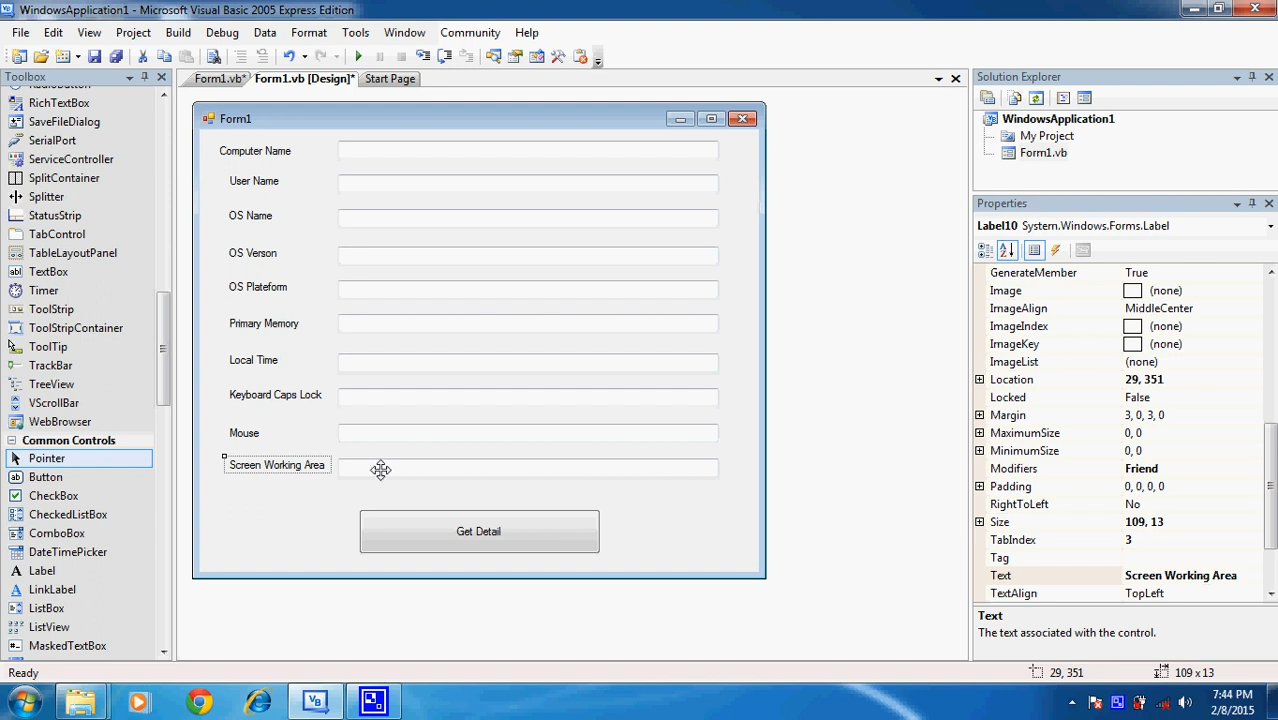 WindowsApplication1 - Microsoft Visual Basic 2005 Express Edition
File Edit View Project Build Debug Data Format Tools Window Community Help
Toolbox
RichTextBox
SaveFileDialog
SerialPort
ServiceController
SplitContainer
Splitter
StatusStrip
TabControl
TableLayoutPanel
TextBox
Timer
ToolStrip
ToolStripContainer
ToolTip
TrackBar
TreeView
VScrollBar
WebBrowser
Common Controls
Pointer
Button
CheckBox
CheckedListBox
ComboBox
DateTimePicker
Label
LinkLabel
ListBox
ListView
MaskedTextBox
Form1.vb* Form1.vb [Design]* Start Page
Form1
Computer Name
User Name
OS Name
OS Verson
OS Plateform
Primary Memory
Local Time
Keyboard Caps Lock
Mouse
Screen Working Area
Get Detail
Solution Explorer
WindowsApplication1
My Project
Form1.vb
Properties
Label10 System.Windows.Forms.Label
GenerateMember True
Image (none)
ImageAlign MiddleCenter
ImageIndex (none)
ImageKey (none)
ImageList (none)
Location 29, 351
Locked False
Margin 3, 0, 3, 0
MaximumSize 0, 0
MinimumSize 0, 0
Modifiers Friend
Padding 0, 0, 0, 0
RightToLeft No
Size 109, 13
TabIndex 3
Tag
Text Screen Working Area
TextAlign TopLeft
Text
The text associated with the control.
Ready 29, 351 109 x 13
7:44 PM
2/8/2015